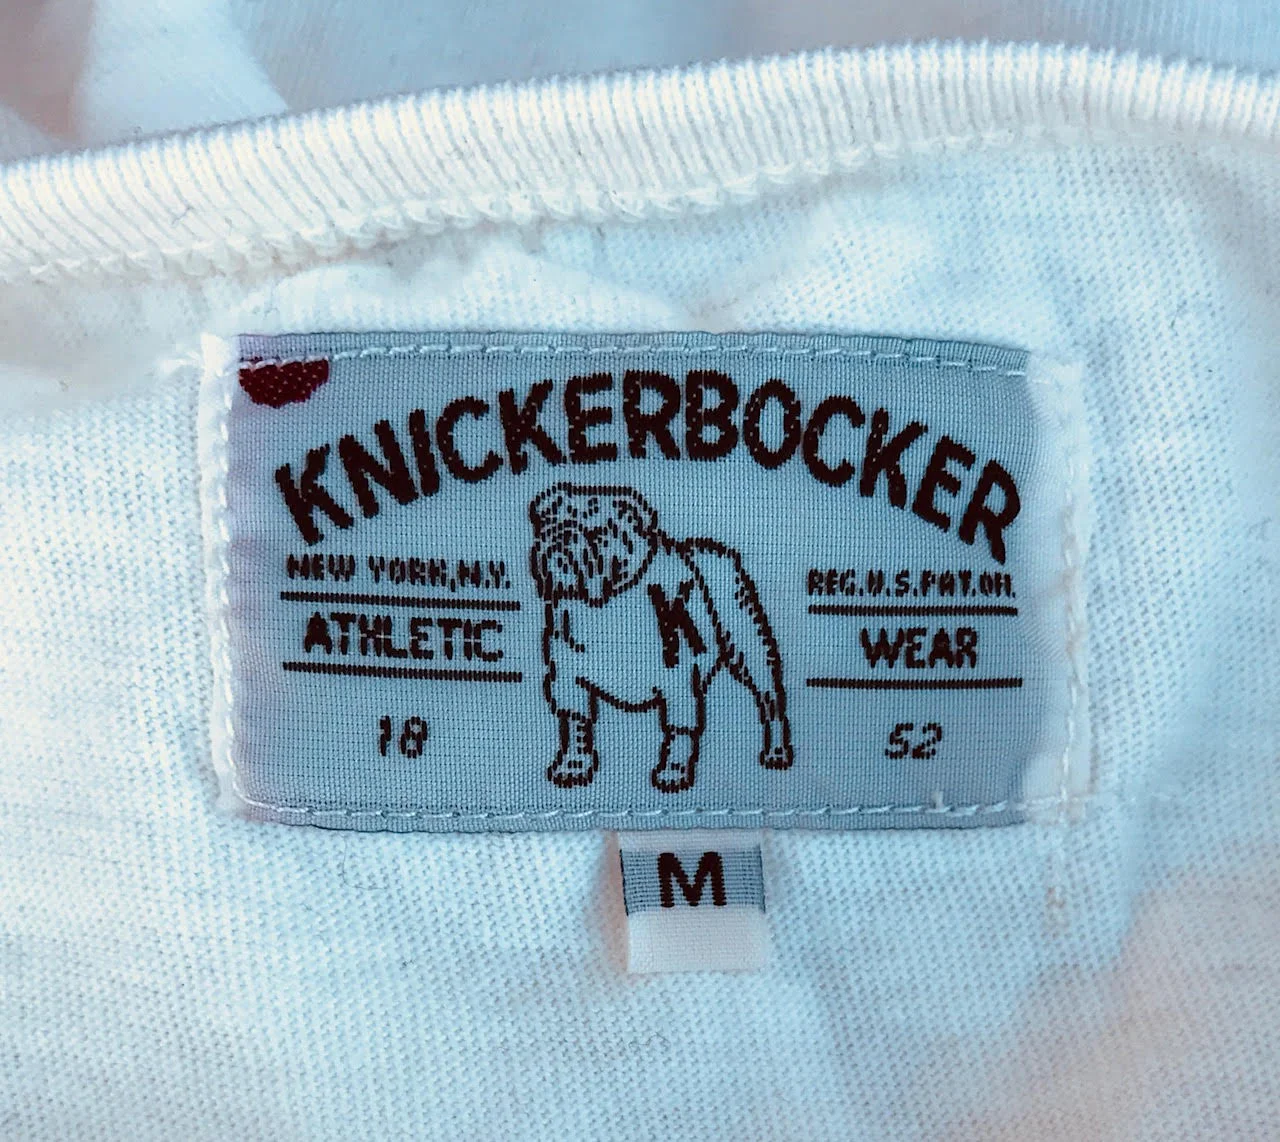 KNICKERBOCKER
NEW YORK, N.Y.
REG. U.S. PAT. OFF.
ATHLETIC
WEAR
K
18
52
M